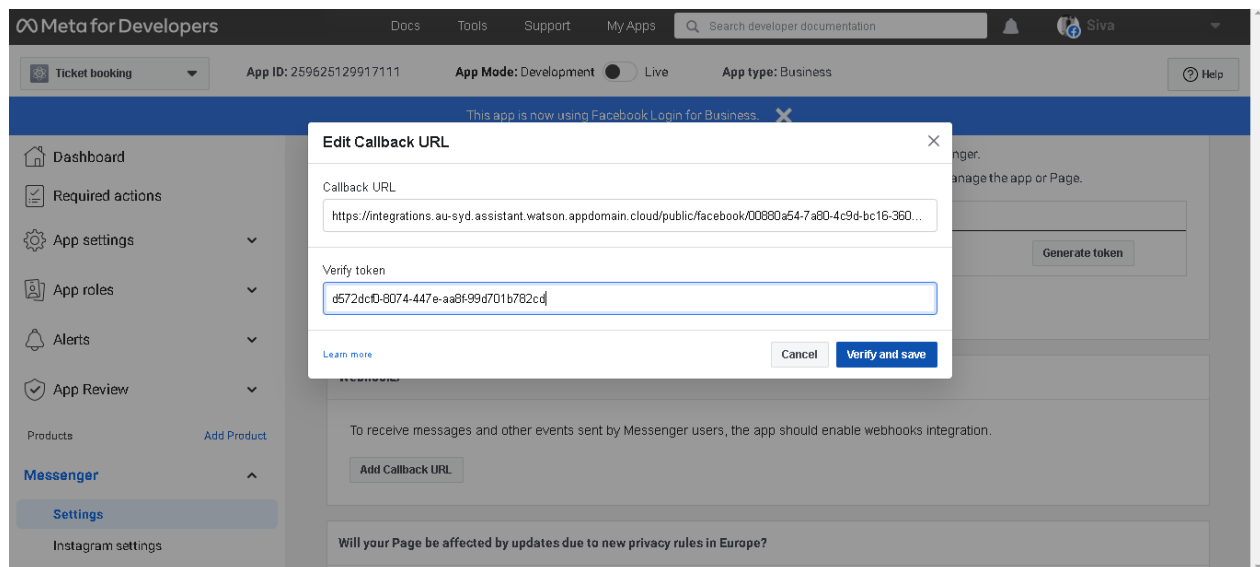 Meta for Developers Docs Tools Support My Apps Search developer documentation Siva
Ticket booking App ID: 259625129917111 App Mode: Development Live App type: Business Help
This app is now using Facebook Login for Business.
Dashboard
Required actions
App settings
App roles
Alerts
App Review
Products Add Product
Messenger
Settings
Instagram settings
Edit Callback URL
Callback URL
https://integrations.au-syd.assistant.watson.appdomain.cloud/public/facebook/00880a54-7a80-4c9d-bc16-360...
Verify token
d572dcf0-8074-447e-aa8f-99d701b782cd
Learn more Cancel Verify and save
nger.
anage the app or Page.
Generate token
Webhooks
To receive messages and other events sent by Messenger users, the app should enable webhooks integration.
Add Callback URL
Will your Page be affected by updates due to new privacy rules in Europe?